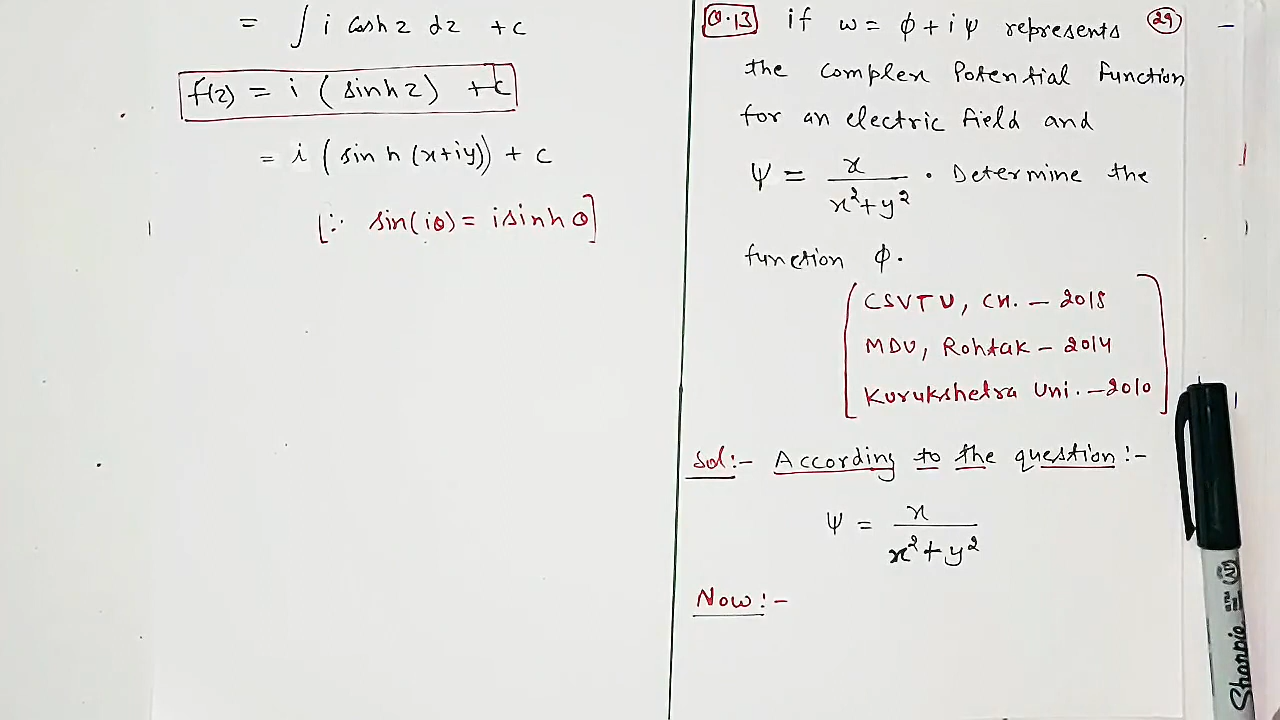 = ∫ i cosh z dz + c
f(z) = i (sinh z) + c
= i (sin h (x+iy)) + c
[∵ sin(iθ) = i sinh θ]
Q.13 if w = ϕ + i ψ represents 29
the complex Potential Function
for an electric field and
ψ = x / (x² + y²) . Determine the
function ϕ.
CSVTU, CH. – 2015
MDU, Rohtak – 2014
Kurukshetra Uni. – 2010
Sol:- According to the question:-
ψ = x / (x² + y²)
Now:-
Sharpie